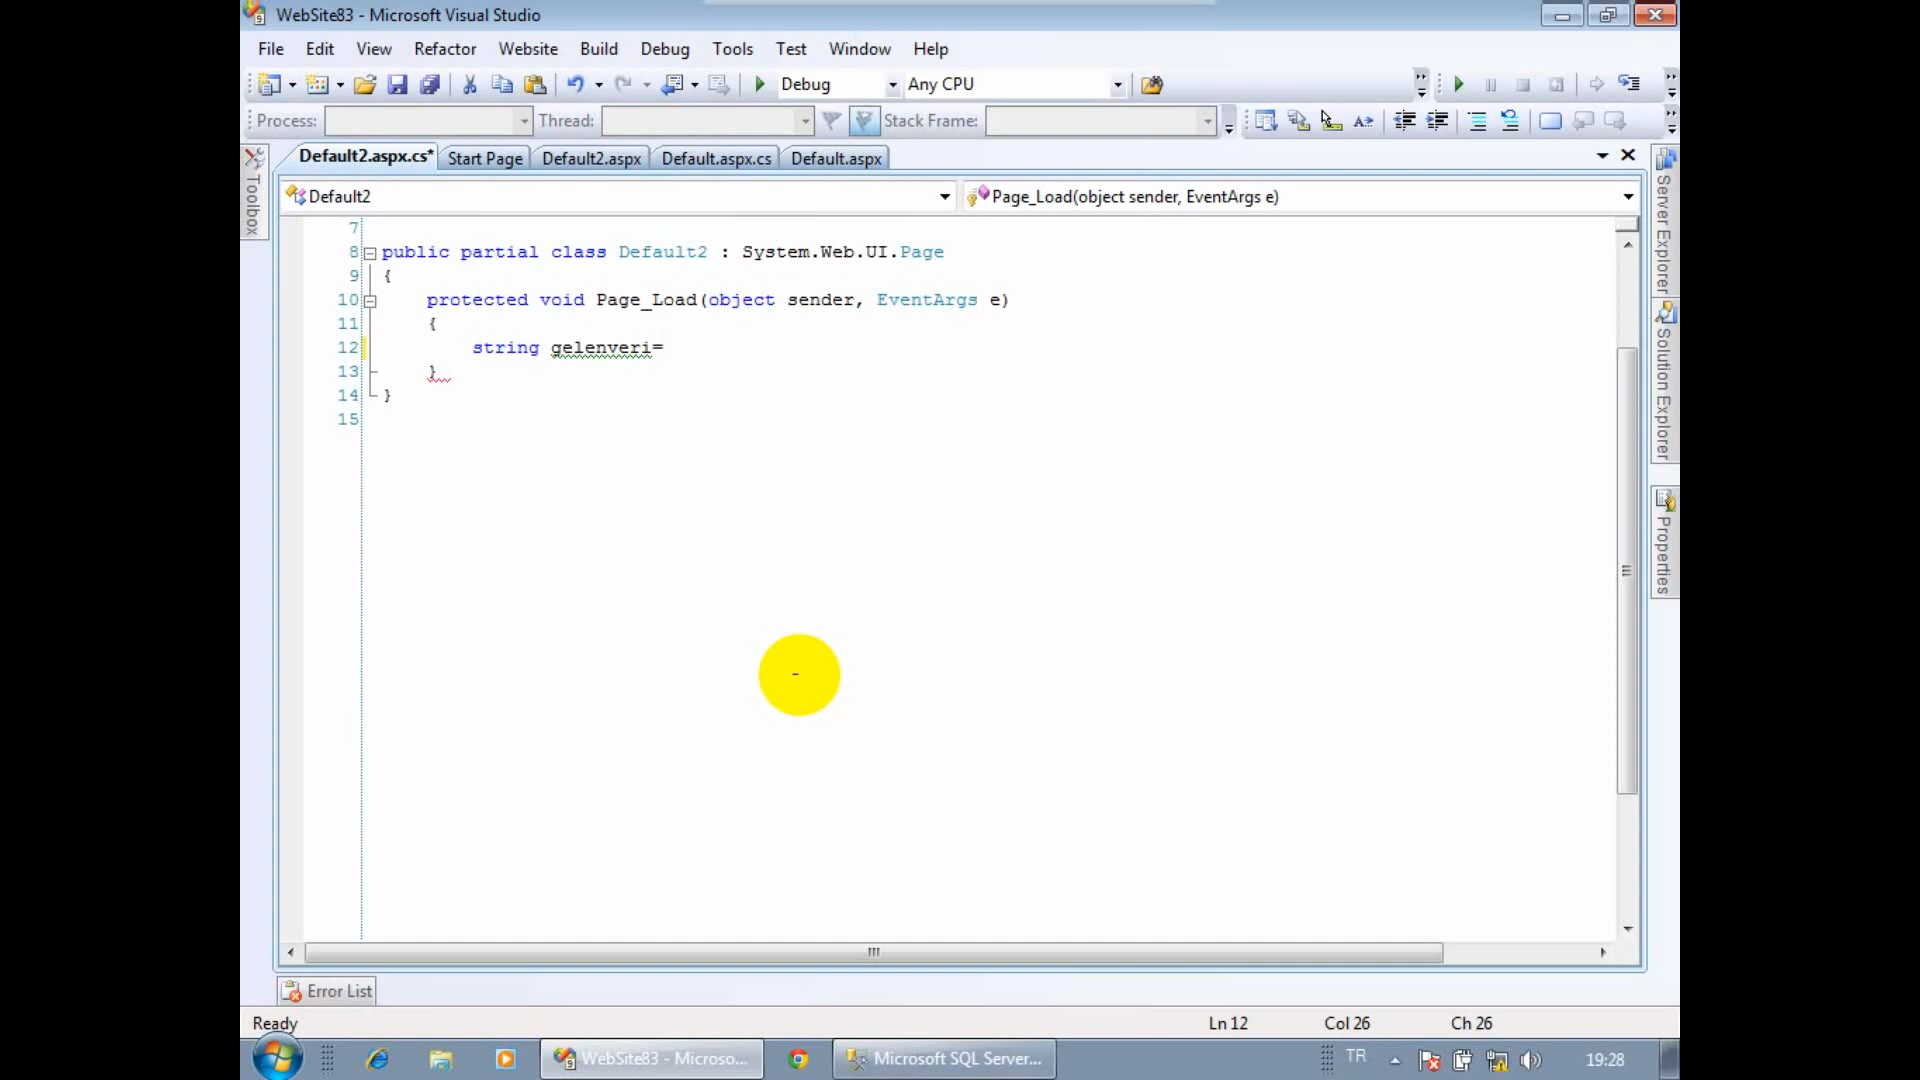 WebSite83 - Microsoft Visual Studio
File Edit View Refactor Website Build Debug Tools Test Window Help
Debug Any CPU
Process: Thread: Stack Frame:
Default2.aspx.cs* Start Page Default2.aspx Default.aspx.cs Default.aspx
Toolbox
Default2 Page_Load(object sender, EventArgs e)
7
8 public partial class Default2 : System.Web.UI.Page
9 {
10 protected void Page_Load(object sender, EventArgs e)
11 {
12 string gelenveri=
13 }
14 }
15
Server Explorer
Solution Explorer
Properties
Error List
Ready Ln 12 Col 26 Ch 26
WebSite83 - Microso... Microsoft SQL Server... TR 19:28